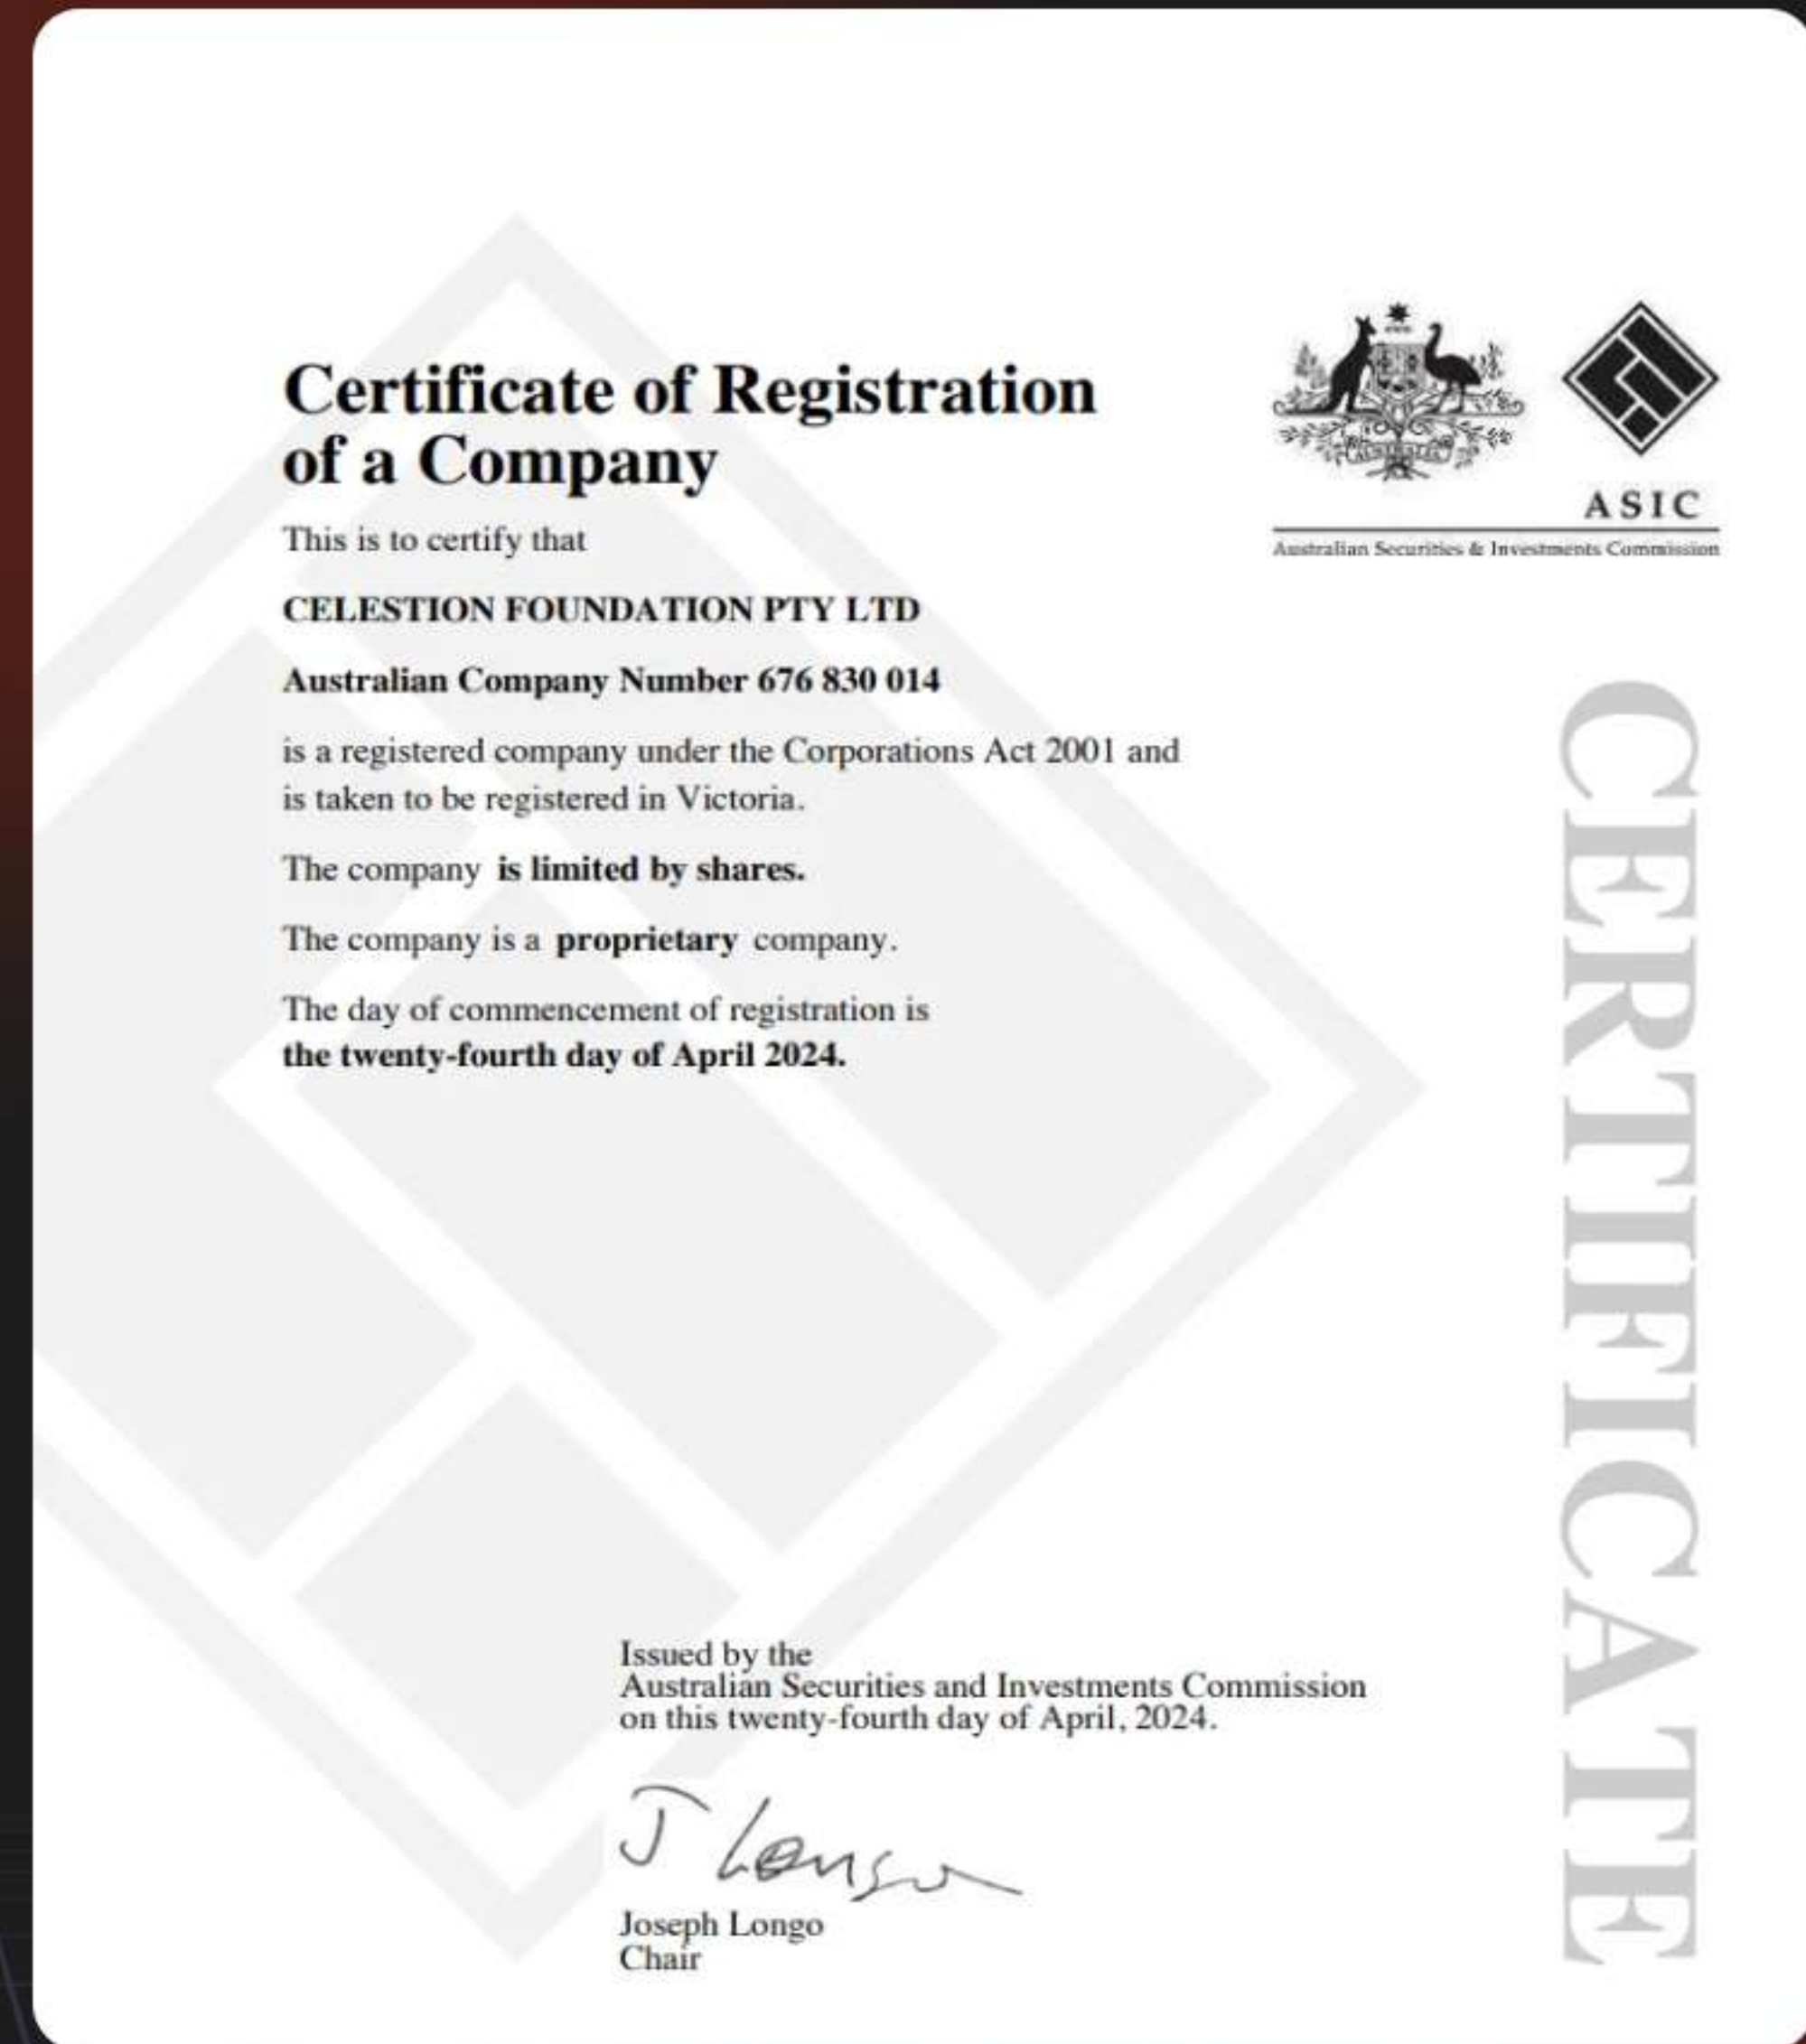 Certificate of Registration
of a Company
This is to certify that
CELESTION FOUNDATION PTY LTD
Australian Company Number 676 830 014
is a registered company under the Corporations Act 2001 and
is taken to be registered in Victoria.
The company is limited by shares.
The company is a proprietary company.
The day of commencement of registration is
the twenty-fourth day of April 2024.
AUSTRALIA
ASIC
Australian Securities & Investments Commission
CERTIFICATE
Issued by the
Australian Securities and Investments Commission
on this twenty-fourth day of April, 2024.
Joseph Longo
Chair